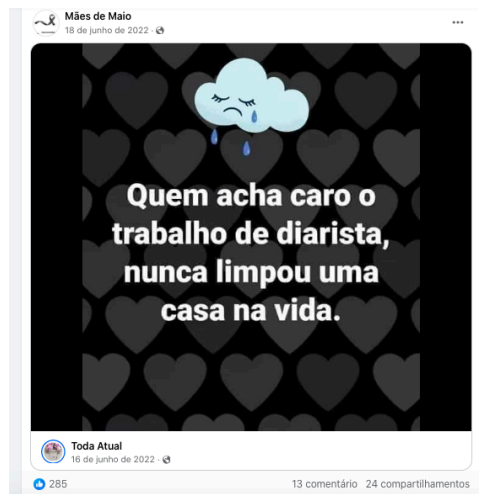 Mães de Maio
18 de junho de 2022 ·
Quem acha caro o
trabalho de diarista,
nunca limpou uma
casa na vida.
Toda Atual
16 de junho de 2022 ·
285
13 comentário 24 compartilhamentos